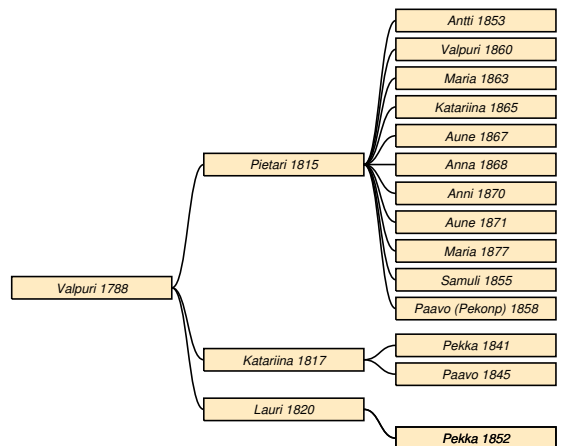 Valpuri 1788
Pietari 1815
Antti 1853
Valpuri 1860
Maria 1863
Katariina 1865
Aune 1867
Anna 1868
Anni 1870
Aune 1871
Maria 1877
Samuli 1855
Paavo (Pekonp) 1858
Katariina 1817
Pekka 1841
Paavo 1845
Lauri 1820
Pekka 1852